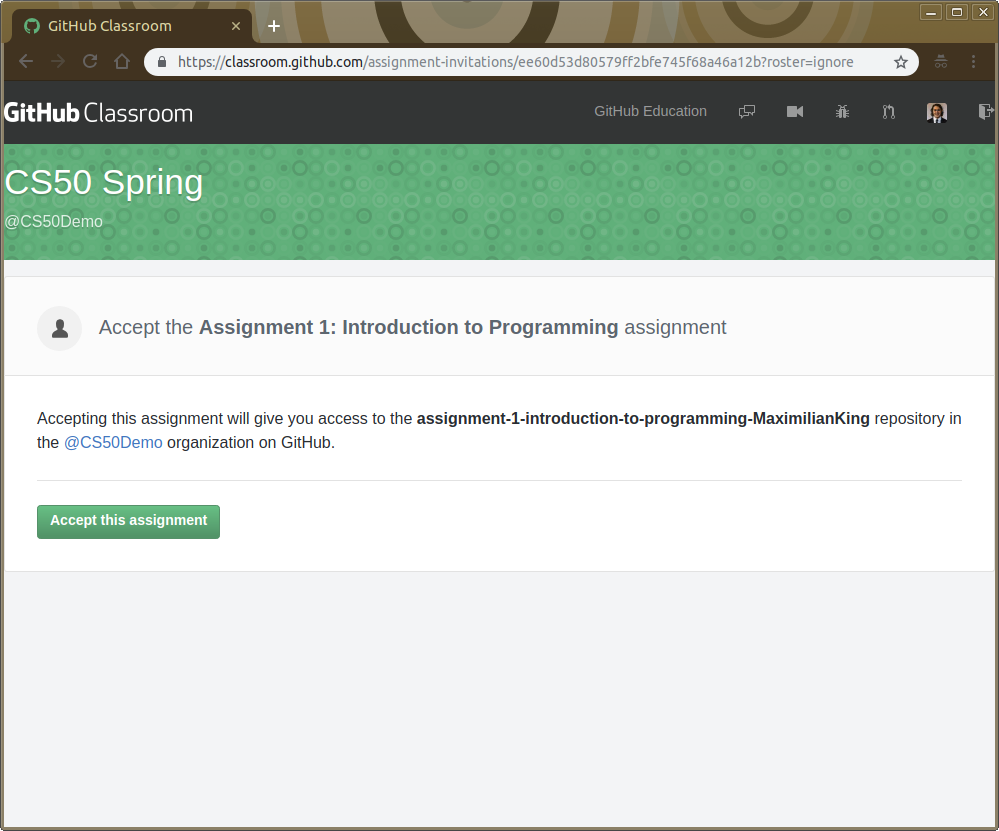 GitHub Classroom
https://classroom.github.com/assignment-invitations/ee60d53d80579ff2bfe745f68a46a12b?roster=ignore
GitHub Classroom
GitHub Education
CS50 Spring
@CS50Demo
Accept the Assignment 1: Introduction to Programming assignment
Accepting this assignment will give you access to the assignment-1-introduction-to-programming-MaximilianKing repository in
the @CS50Demo organization on GitHub.
Accept this assignment